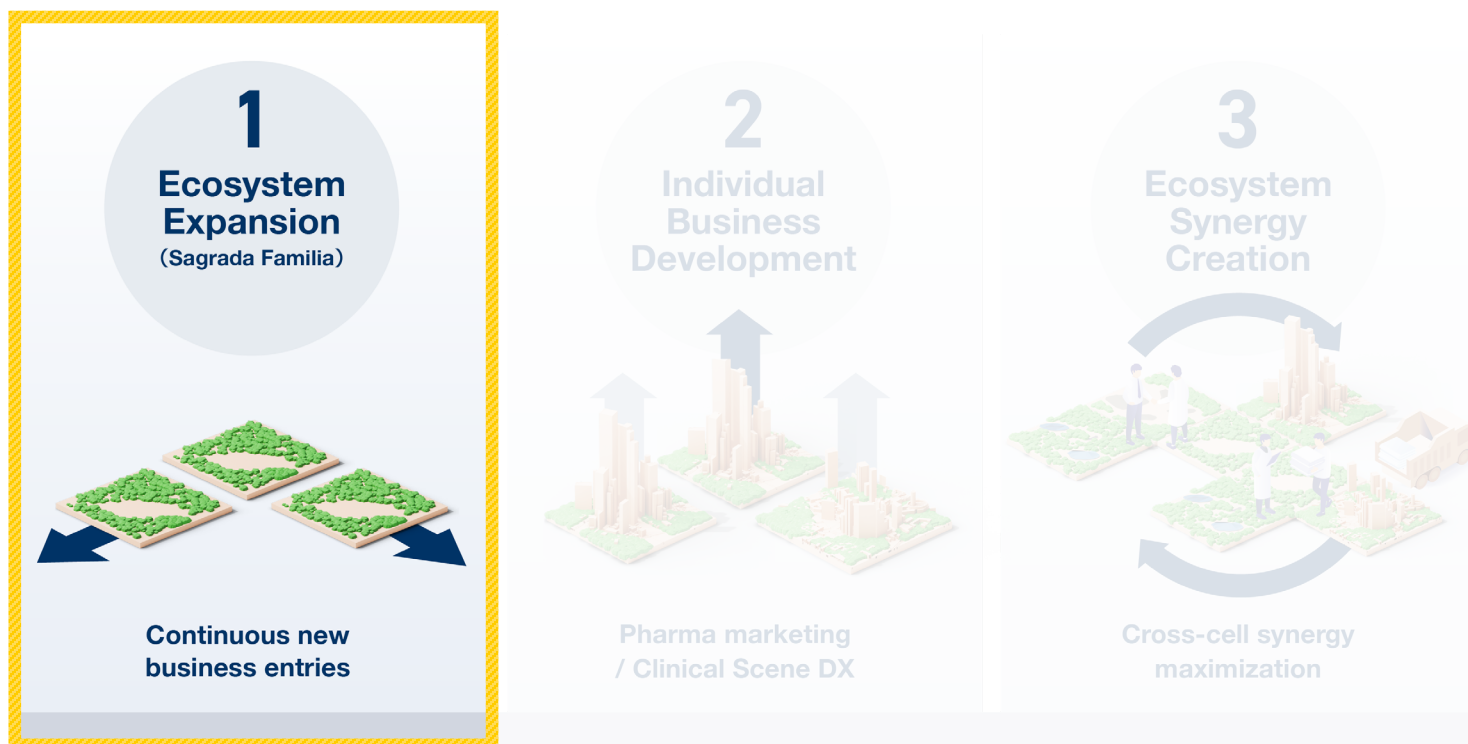 1
Ecosystem
Expansion
（Sagrada Familia）
Continuous new
business entries
2
Individual
Business
Development
Pharma marketing
/ Clinical Scene DX
3
Ecosystem
Synergy
Creation
Cross-cell synergy
maximization